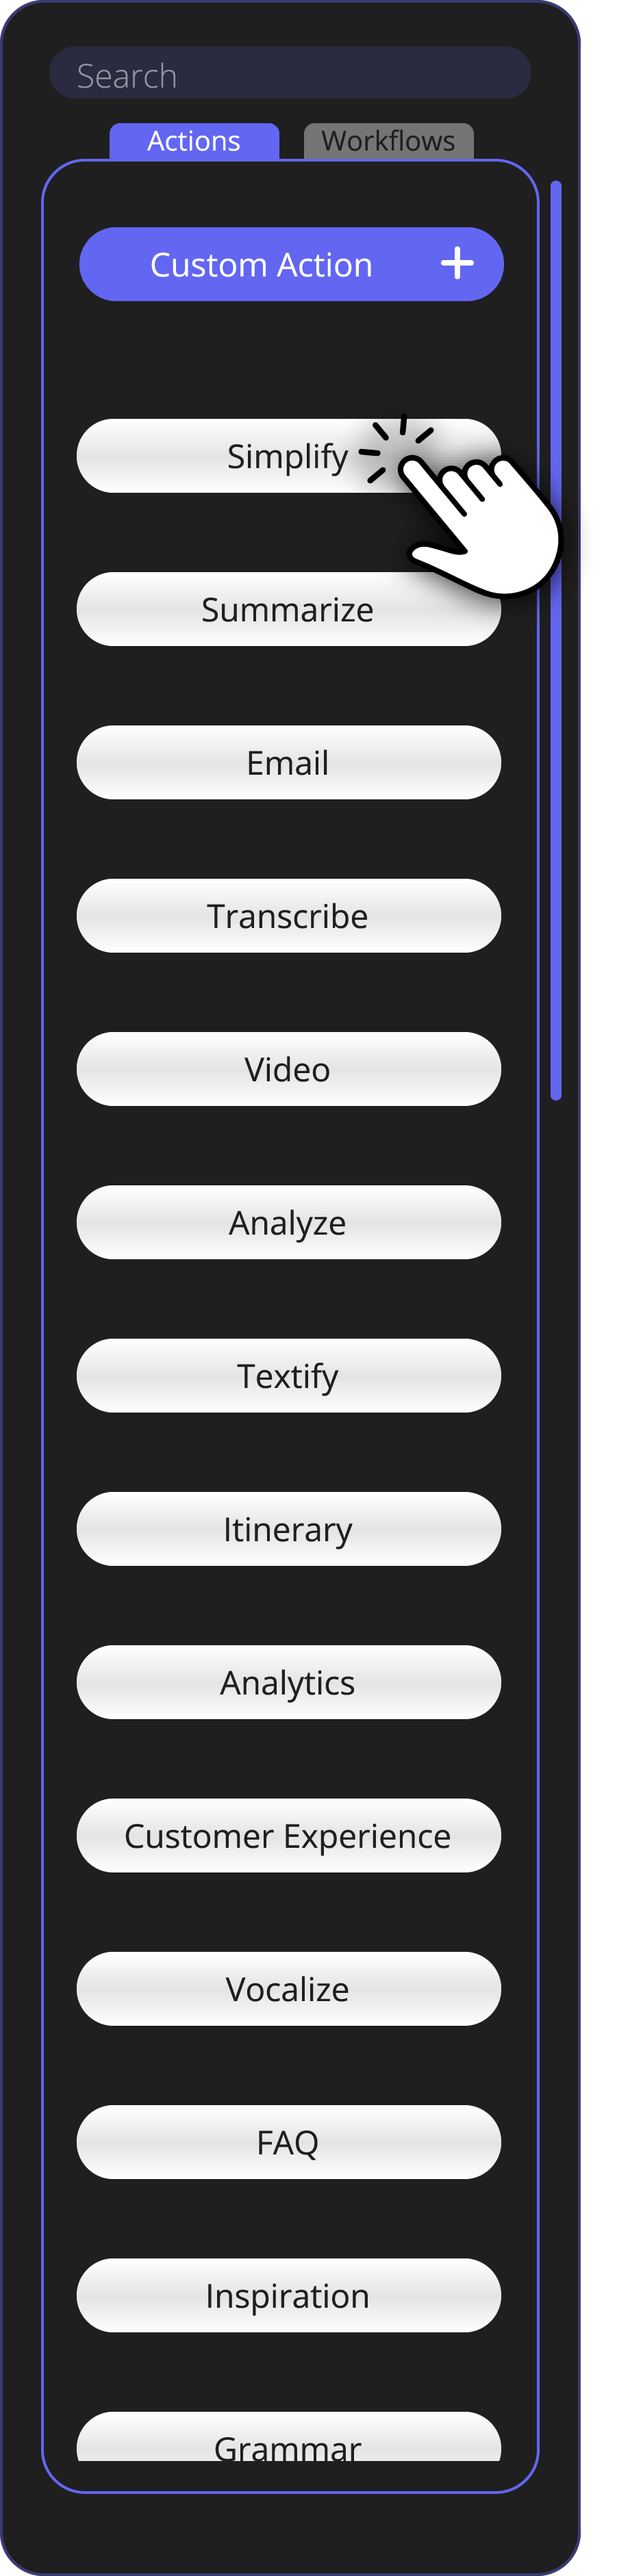 Search
Actions
Workflows
Custom Action
Simplify
Summarize
Email
Transcribe
Video
Analyze
Textify
Itinerary
Analytics
Customer Experience
Vocalize
FAQ
Inspiration
Grammar